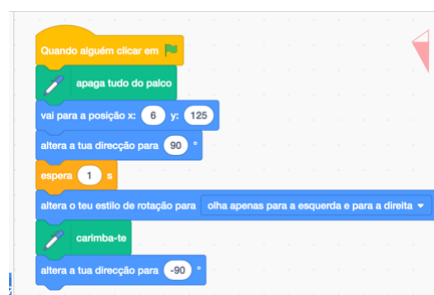 Quando alguém clicar em
apaga tudo do palco
vai para a posição x: 6 y: 125
altera a tua direcção para 90 °
espera 1 s
altera o teu estilo de rotação para olha apenas para a esquerda e para a direita
carimba-te
altera a tua direcção para -90 °